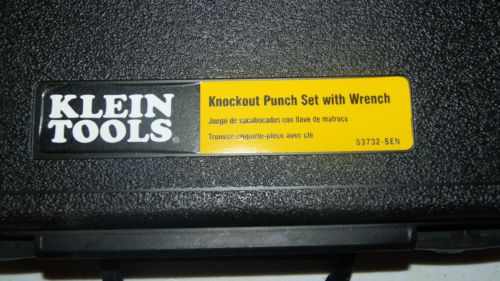 KLEIN
TOOLS®
Knockout Punch Set with Wrench
Juego de sacabocados con llave de matraca
Trousse emporte-pièce avec clé
53732-SEN